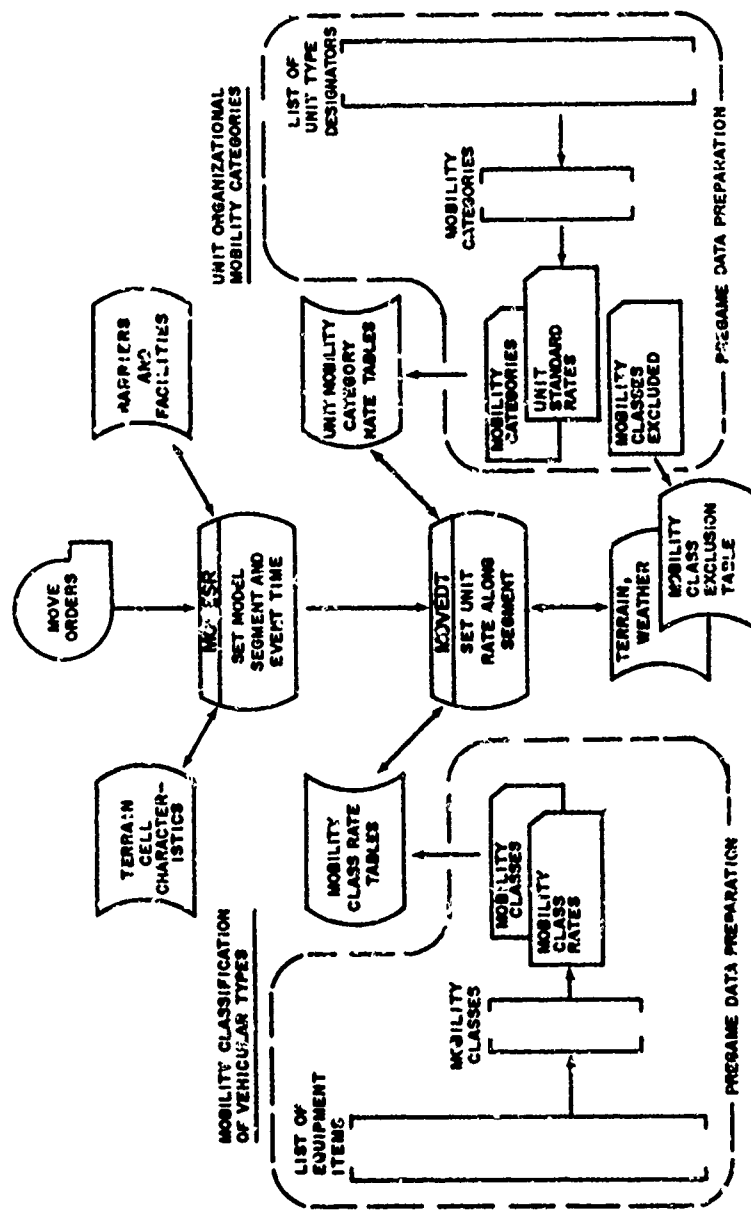 MOVE
ORDERS
TERRAIN
CELL
CHARACTER-
ISTICS
SET MODEL
SEGMENT AND
EVENT TIME
BARRIERS
AND
FACILITIES
MOBILITY CLASSIFICATION
OF VEHICULAR TYPES
UNIT ORGANIZATIONAL
MOBILITY CATEGORIES
MOBILITY
CLASS RATE
TABLES
MOVEDT
SET UNIT
RATE ALONG
SEGMENT
UNIT MOBILITY
CATEGORY
RATE TABLES
LIST OF
EQUIPMENT
ITEMS
MOBILITY
CLASSES
MOBILITY
CLASSES
MOBILITY
CLASS
RATES
PREGAME DATA PREPARATION
TERRAIN,
WEATHER
MOBILITY
CLASS
EXCLUSION
TABLE
MOBILITY
CATEGORIES
UNIT
STANDARD
RATES
MOBILITY
CLASSES
EXCLUDED
MOBILITY
CATEGORIES
LIST OF
UNIT TYPE
DESIGNATORS
PREGAME DATA PREPARATION